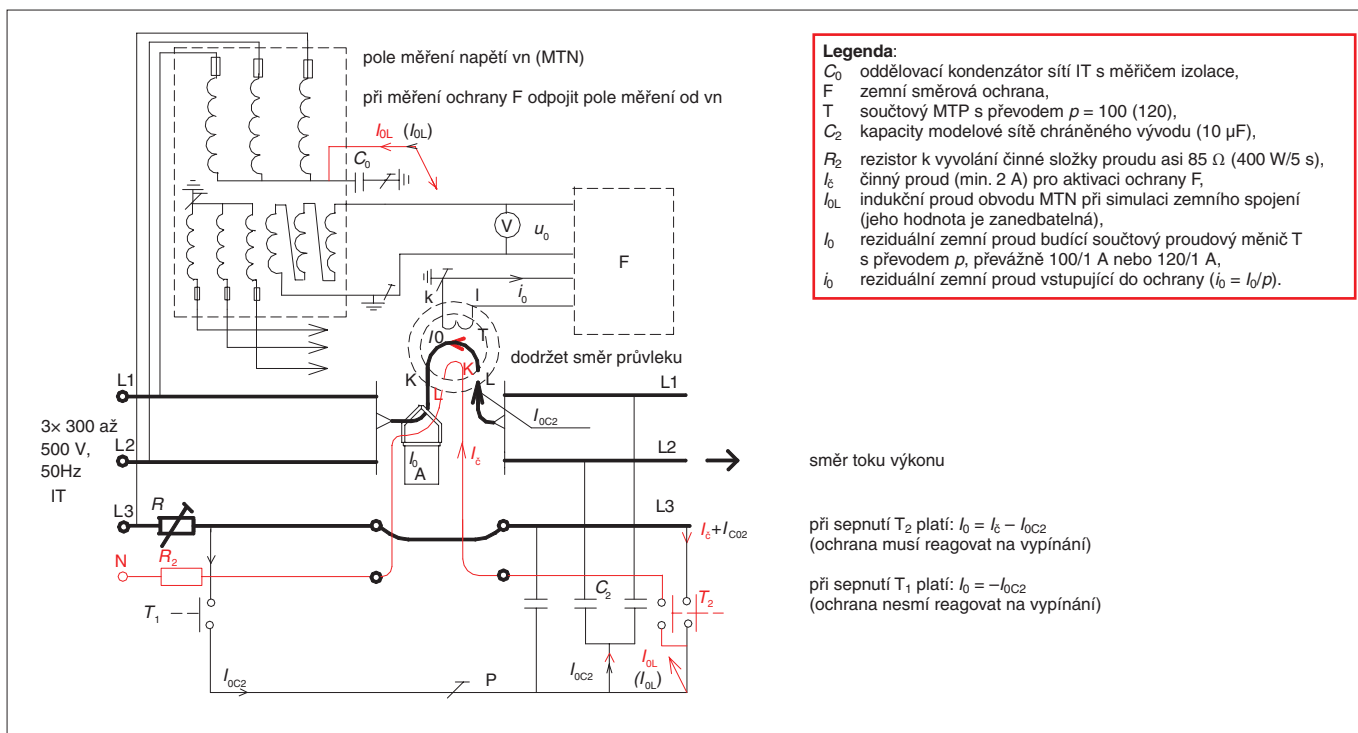 pole měření napětí vn (MTN)
při měření ochrany F odpojit pole měření od vn
I0L (I0L)
C0
V
u0
F
k
l
i0
I0
T
dodržet směr průvleku
K
K
L
L
L1
L1
I0C2
3× 300 až
500 V,
50Hz
IT
L2
L2
I0
A
Ič
směr toku výkonu
L3
R
L3
Ič+IC02
N
R2
C2
T1
T2
I0C2
P
I0C2
I0L
(I0L)
při sepnutí T2 platí: I0 = Ič – I0C2
(ochrana musí reagovat na vypínání)
při sepnutí T1 platí: I0 = –I0C2
(ochrana nesmí reagovat na vypínání)
Legenda:
C0 oddělovací kondenzátor sítí IT s měřičem izolace,
F zemní směrová ochrana,
T součtový MTP s převodem p = 100 (120),
C2 kapacity modelové sítě chráněného vývodu (10 μF),
R2 rezistor k vyvolání činné složky proudu asi 85 Ω (400 W/5 s),
Ič činný proud (min. 2 A) pro aktivaci ochrany F,
I0L indukční proud obvodu MTN při simulaci zemního spojení
(jeho hodnota je zanedbatelná),
I0 reziduální zemní proud budící součtový proudový měnič T
s převodem p, převážně 100/1 A nebo 120/1 A,
i0 reziduální zemní proud vstupující do ochrany (i0 = I0/p).